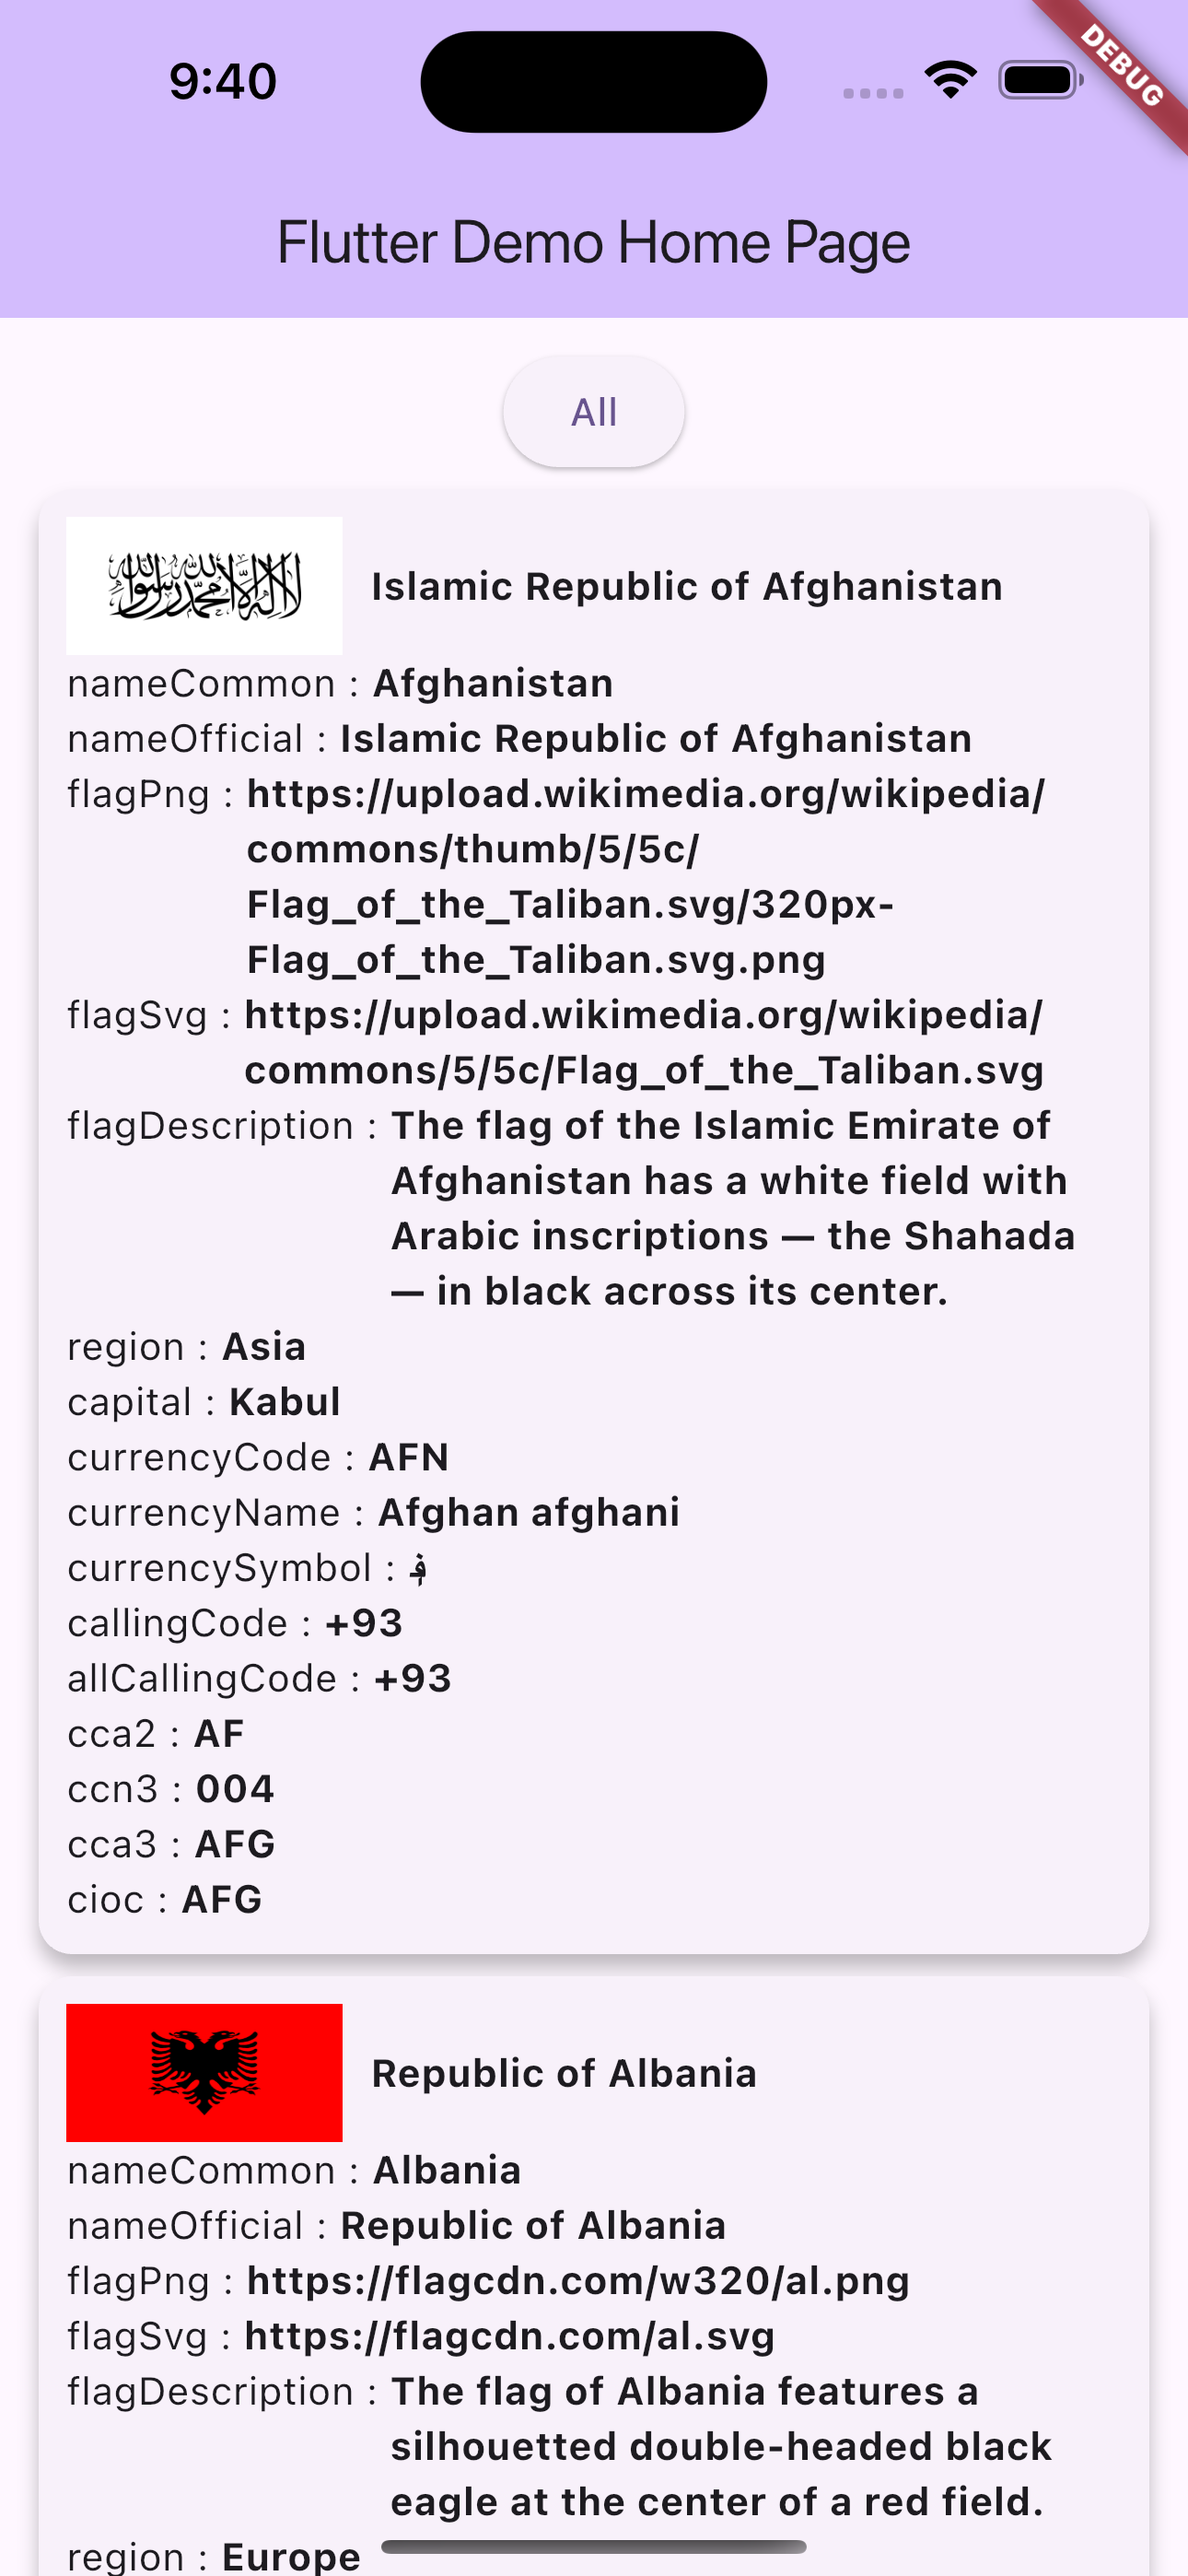 9:40
DEBUG
Flutter Demo Home Page
All
لا إله إلا الله محمد رسول الله
Islamic Republic of Afghanistan
nameCommon : Afghanistan
nameOfficial : Islamic Republic of Afghanistan
flagPng : https://upload.wikimedia.org/wikipedia/
commons/thumb/5/5c/
Flag_of_the_Taliban.svg/320px-
Flag_of_the_Taliban.svg.png
flagSvg : https://upload.wikimedia.org/wikipedia/
commons/5/5c/Flag_of_the_Taliban.svg
flagDescription : The flag of the Islamic Emirate of
Afghanistan has a white field with
Arabic inscriptions — the Shahada
— in black across its center.
region : Asia
capital : Kabul
currencyCode : AFN
currencyName : Afghan afghani
currencySymbol : ؋
callingCode : +93
allCallingCode : +93
cca2 : AF
ccn3 : 004
cca3 : AFG
cioc : AFG
Republic of Albania
nameCommon : Albania
nameOfficial : Republic of Albania
flagPng : https://flagcdn.com/w320/al.png
flagSvg : https://flagcdn.com/al.svg
flagDescription : The flag of Albania features a
silhouetted double-headed black
eagle at the center of a red field.
region : Europe